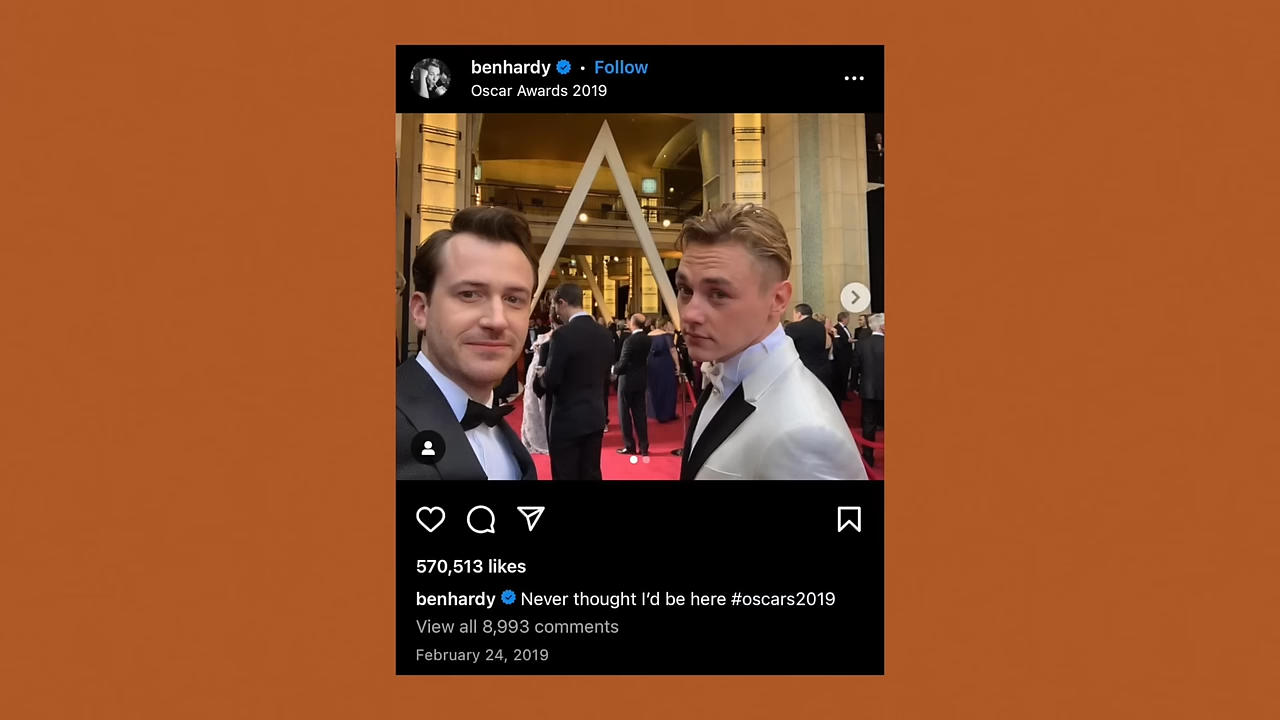 benhardy • Follow
Oscar Awards 2019
570,513 likes
benhardy Never thought I’d be here #oscars2019
View all 8,993 comments
February 24, 2019